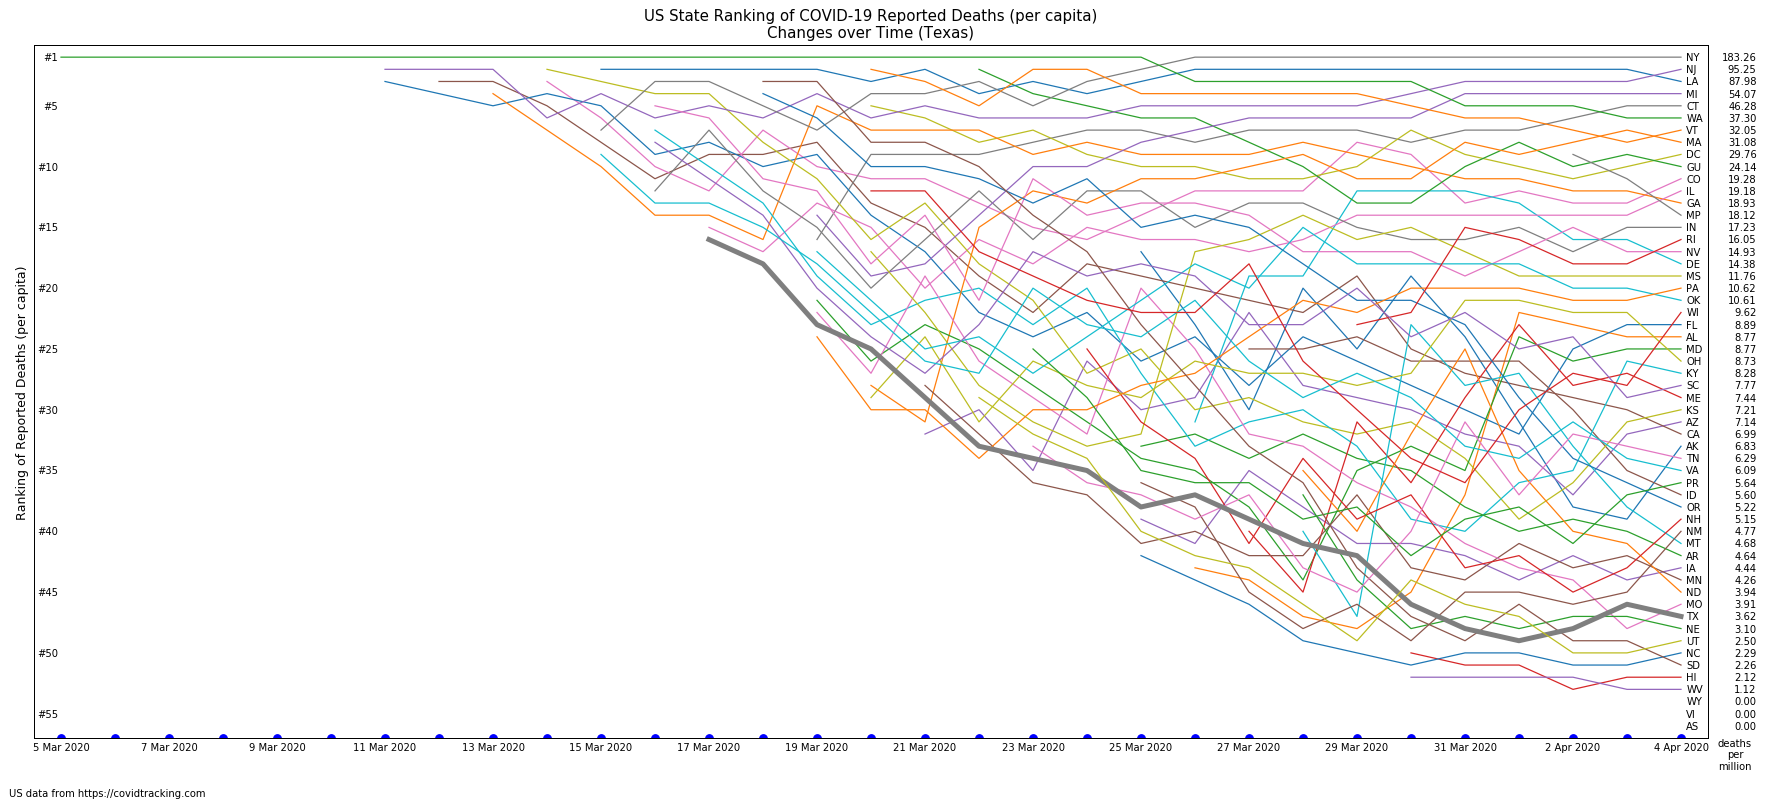 US State Ranking of COVID-19 Reported Deaths (per capita)
Changes over Time (Texas)
Ranking of Reported Deaths (per capita)
#1
#5
#10
#15
#20
#25
#30
#35
#40
#45
#50
#55
NY 183.26
NJ 95.25
LA 87.98
MI 54.07
CT 46.28
WA 37.30
VT 32.05
MA 31.08
DC 29.76
GU 24.14
CO 19.28
IL 19.18
GA 18.93
MP 18.12
IN 17.23
RI 16.05
NV 14.93
DE 14.38
MS 11.76
PA 10.62
OK 10.61
WI 9.62
FL 8.89
AL 8.77
MD 8.77
OH 8.73
KY 8.28
SC 7.77
ME 7.44
KS 7.21
AZ 7.14
CA 6.99
AK 6.83
TN 6.29
VA 6.09
PR 5.64
ID 5.60
OR 5.22
NH 5.15
NM 4.77
MT 4.68
AR 4.64
IA 4.44
MN 4.26
ND 3.94
MO 3.91
TX 3.62
NE 3.10
UT 2.50
NC 2.29
SD 2.26
HI 2.12
WV 1.12
WY 0.00
VI 0.00
AS 0.00
5 Mar 2020 7 Mar 2020 9 Mar 2020 11 Mar 2020 13 Mar 2020 15 Mar 2020 17 Mar 2020 19 Mar 2020 21 Mar 2020 23 Mar 2020 25 Mar 2020 27 Mar 2020 29 Mar 2020 31 Mar 2020 2 Apr 2020 4 Apr 2020
deaths
per
million
US data from https://covidtracking.com